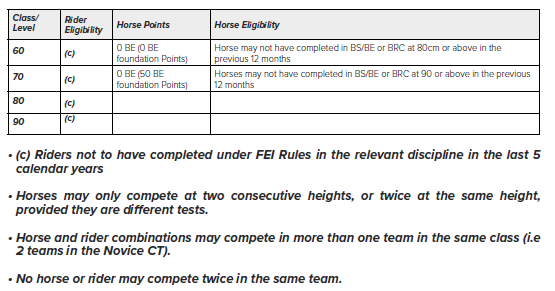 Class/ Level Rider Eligibility Horse Points Horse Eligibility
60 (c) 0 BE (0 BE foundation Points) Horse may not have completed in BS/BE or BRC at 80cm or above in the previous 12 months
70 (c) 0 BE (50 BE foundation Points) Horses may not have completed in BS/BE or BRC at 90 or above in the previous 12 months
80 (c)
90 (c)
• (c) Riders not to have completed under FEI Rules in the relevant discipline in the last 5
calendar years
• Horses may only compete at two consecutive heights, or twice at the same height,
provided they are different tests.
• Horse and rider combinations may compete in more than one team in the same class (i.e
2 teams in the Novice CT).
• No horse or rider may compete twice in the same team.